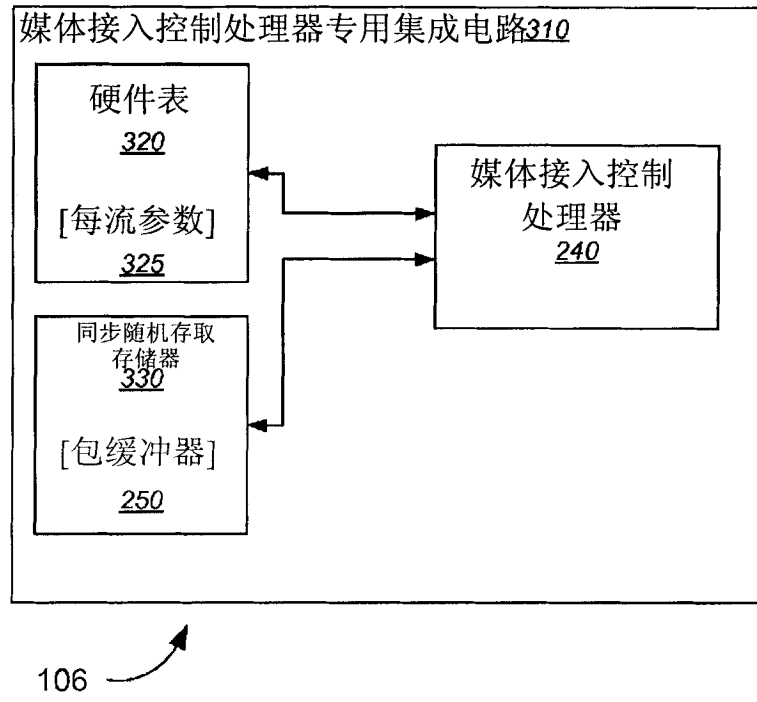 媒体接入控制处理器专用集成电路310
硬件表
320
[每流参数]
325
同步随机存取
存储器
330
[包缓冲器]
250
媒体接入控制
处理器
240
106